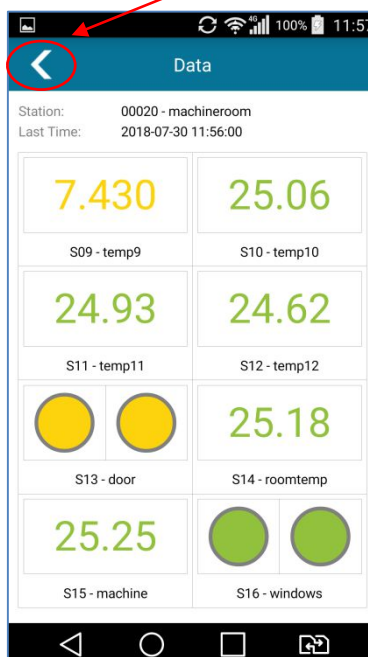 4G 100% 11:57
Data
Station: 00020 - machineroom
Last Time: 2018-07-30 11:56:00
7.430 25.06
S09 - temp9 S10 - temp10
24.93 24.62
S11 - temp11 S12 - temp12
25.18
S13 - door S14 - roomtemp
25.25
S15 - machine S16 - windows